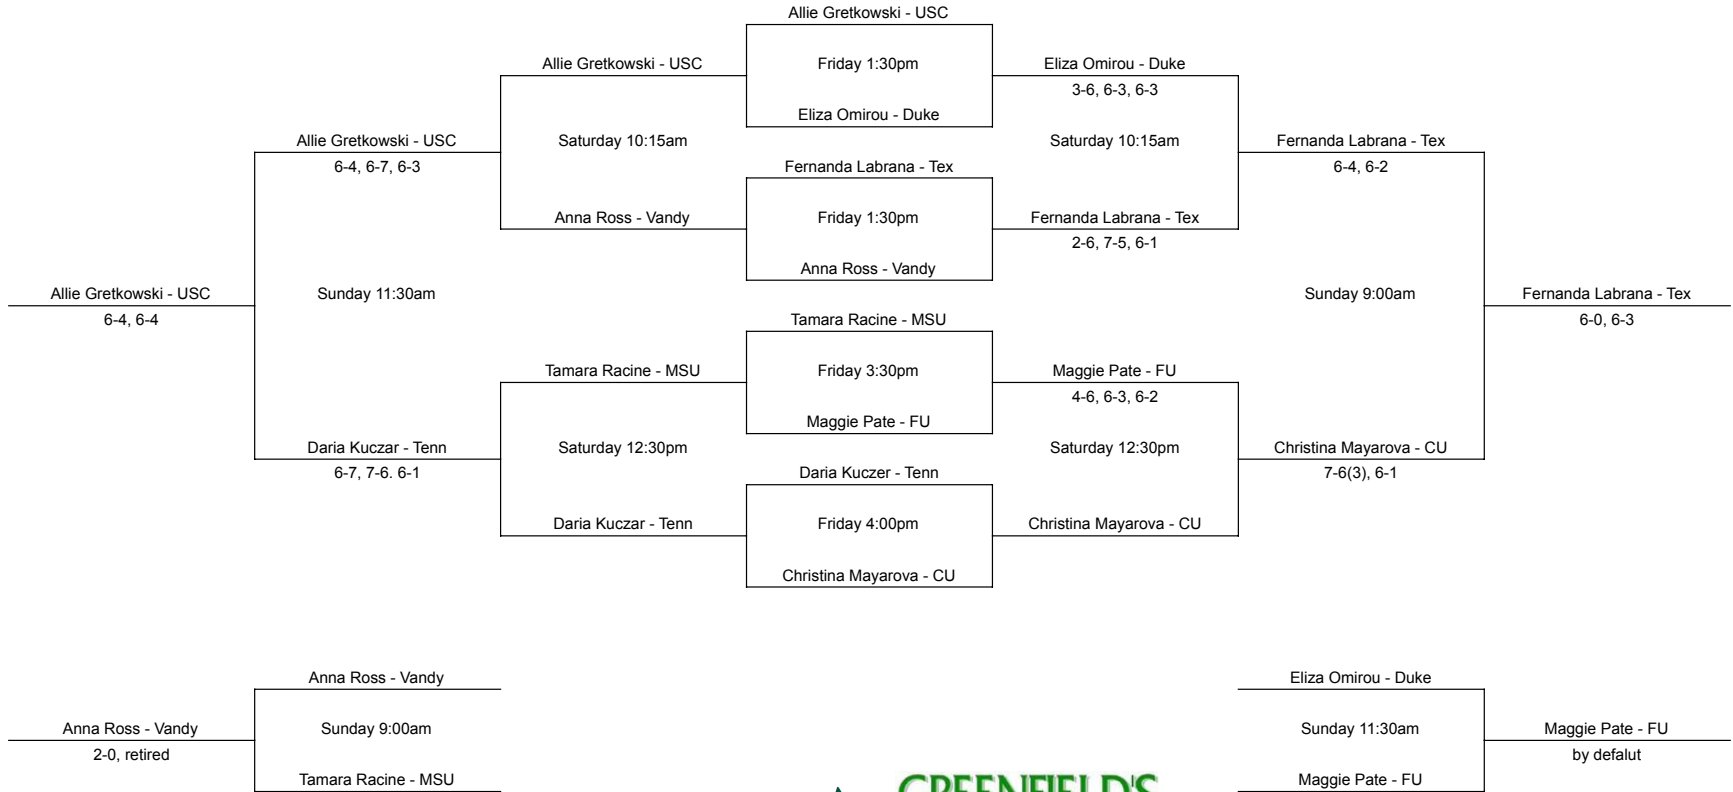 Allie Gretkowski - USC
Allie Gretkowski - USC
Friday 1:30pm
Eliza Omirou - Duke
3-6, 6-3, 6-3
Eliza Omirou - Duke
Allie Gretkowski - USC
6-4, 6-7, 6-3
Saturday 10:15am
Saturday 10:15am
Fernanda Labrana - Tex
6-4, 6-2
Fernanda Labrana - Tex
Anna Ross - Vandy
Friday 1:30pm
Fernanda Labrana - Tex
2-6, 7-5, 6-1
Anna Ross - Vandy
Allie Gretkowski - USC
6-4, 6-4
Sunday 11:30am
Sunday 9:00am
Fernanda Labrana - Tex
6-0, 6-3
Tamara Racine - MSU
Tamara Racine - MSU
Friday 3:30pm
Maggie Pate - FU
4-6, 6-3, 6-2
Maggie Pate - FU
Daria Kuczar - Tenn
6-7, 7-6. 6-1
Saturday 12:30pm
Saturday 12:30pm
Christina Mayarova - CU
7-6(3), 6-1
Daria Kuczer - Tenn
Daria Kuczar - Tenn
Friday 4:00pm
Christina Mayarova - CU
Christina Mayarova - CU
Anna Ross - Vandy
Eliza Omirou - Duke
Anna Ross - Vandy
2-0, retired
Sunday 9:00am
Sunday 11:30am
Maggie Pate - FU
by defalut
Tamara Racine - MSU
Maggie Pate - FU
GREENFIELD'S